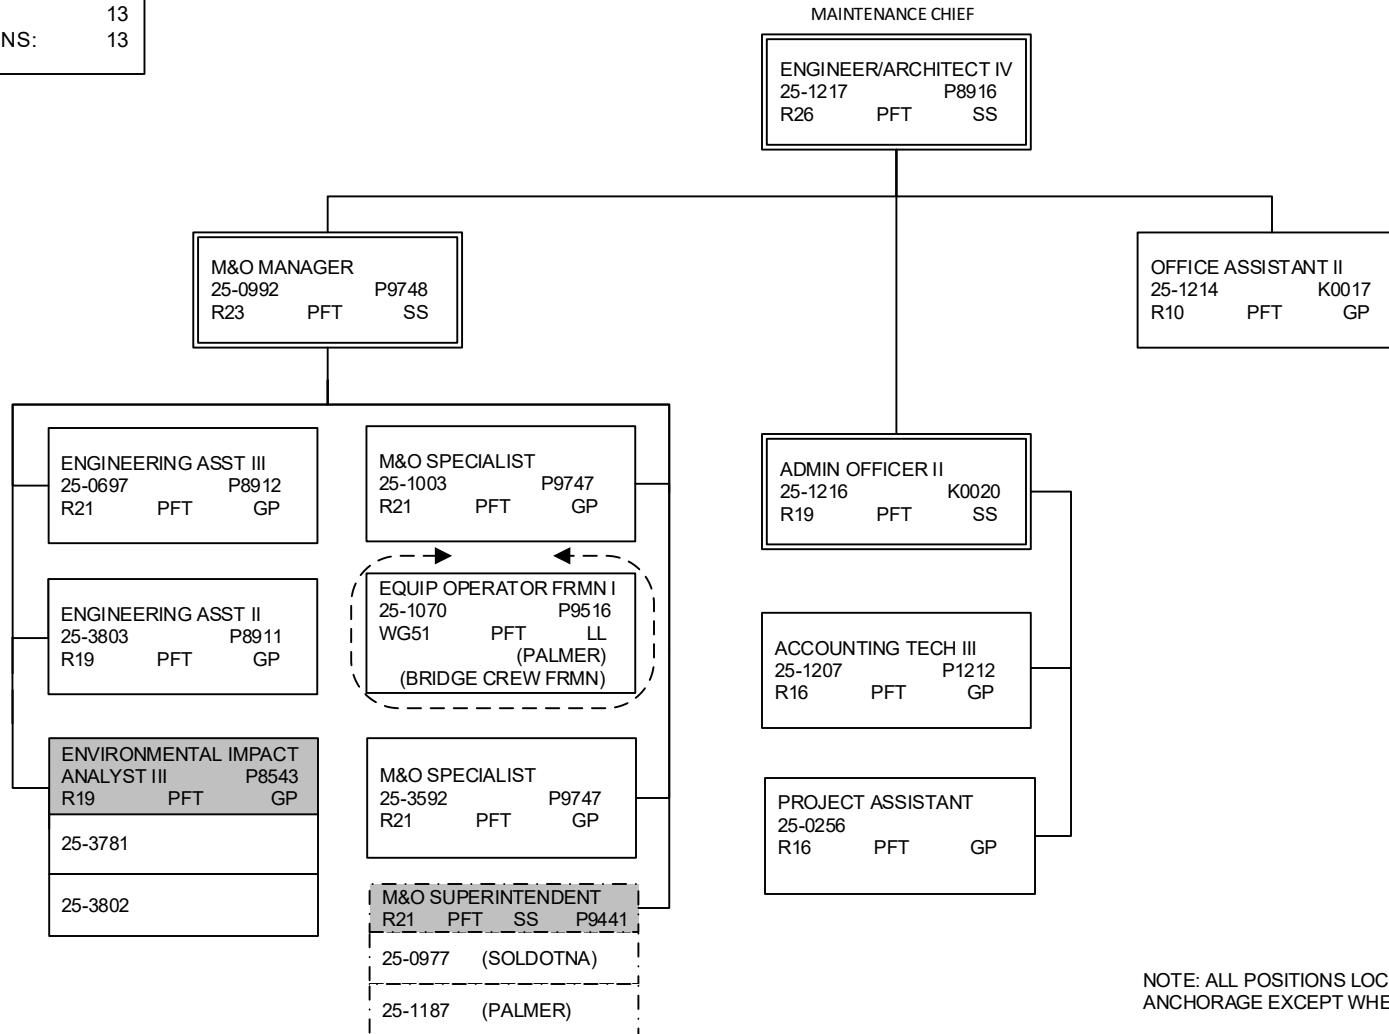 13
NS: 13
MAINTENANCE CHIEF
ENGINEER/ARCHITECT IV
25-1217 P8916
R26 PFT SS
M&O MANAGER
25-0992 P9748
R23 PFT SS
OFFICE ASSISTANT II
25-1214 K0017
R10 PFT GP
ENGINEERING ASST III
25-0697 P8912
R21 PFT GP
M&O SPECIALIST
25-1003 P9747
R21 PFT GP
ADMIN OFFICER II
25-1216 K0020
R19 PFT SS
ENGINEERING ASST II
25-3803 P8911
R19 PFT GP
EQUIP OPERATOR FRMN I
25-1070 P9516
WG51 PFT LL
(PALMER)
(BRIDGE CREW FRMN)
ACCOUNTING TECH III
25-1207 P1212
R16 PFT GP
ENVIRONMENTAL IMPACT
ANALYST III P8543
R19 PFT GP
25-3781
25-3802
M&O SPECIALIST
25-3592 P9747
R21 PFT GP
PROJECT ASSISTANT
25-0256
R16 PFT GP
M&O SUPERINTENDENT
R21 PFT SS P9441
25-0977 (SOLDOTNA)
25-1187 (PALMER)
NOTE: ALL POSITIONS LOC
ANCHORAGE EXCEPT WHE